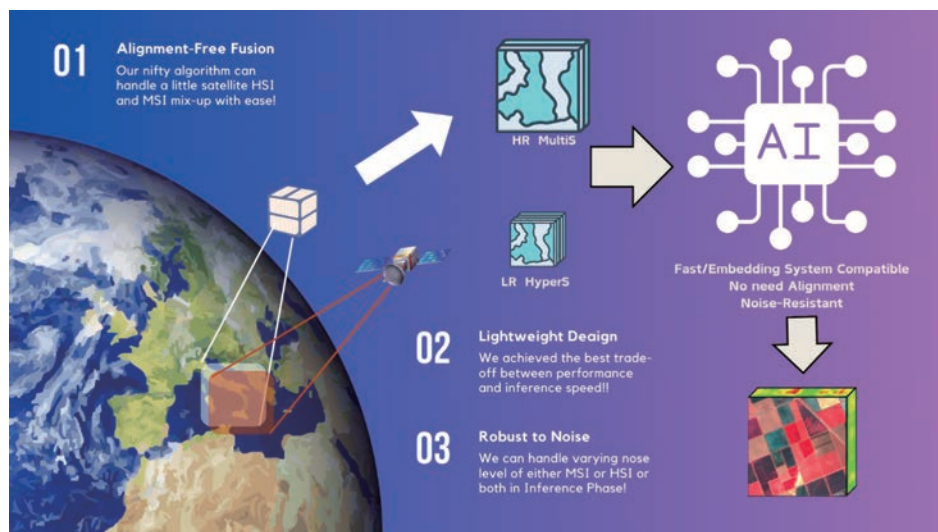 01
Alignment-Free Fusion
Our nifty algorithm can
handle a little satellite HSI
and MSI mix-up with ease!
HR MultiS
LR HyperS
AI
Fast/Embedding System Compatible
No need Alignment
Noise-Resistant
02
Lightweight Deaign
We achieved the best trade-
off between performance
and inference speed!!
03
Robust to Noise
We can handle varying nose
level of either MSI or HSI or
both in Inference Phase!